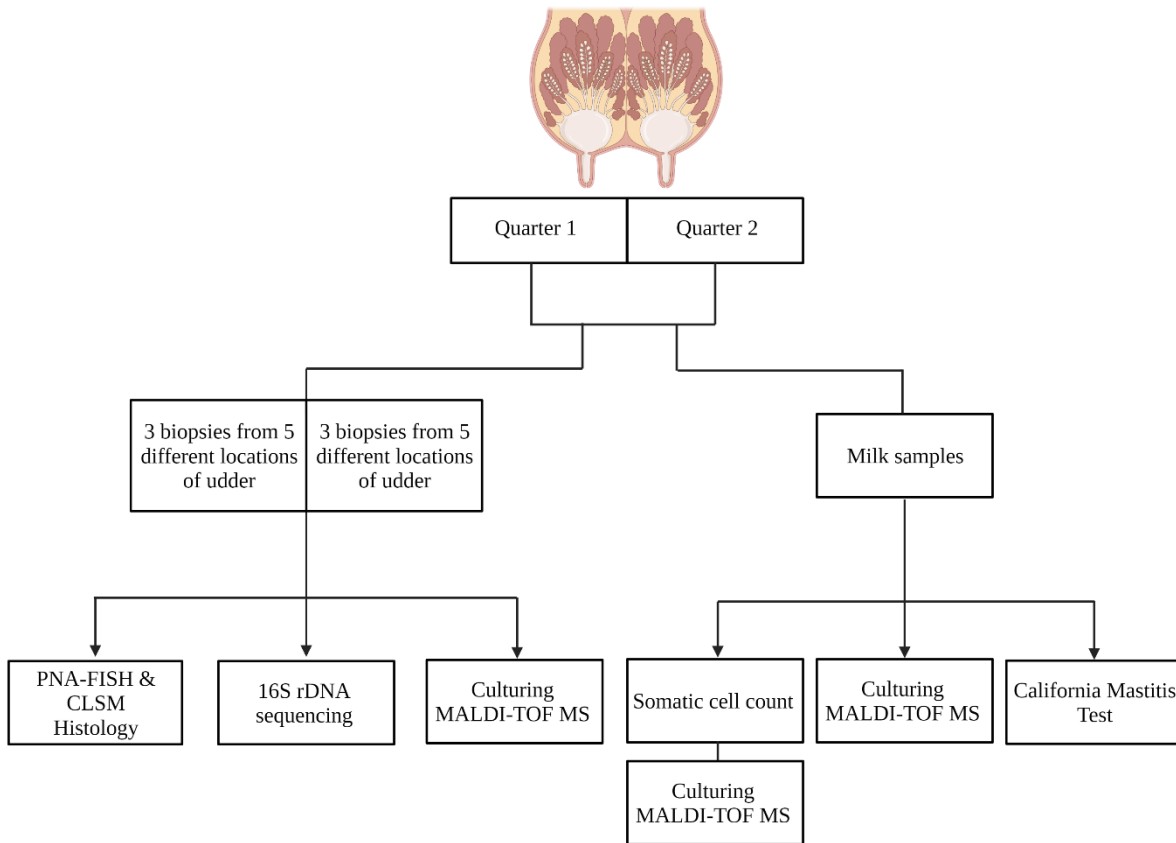 Quarter 1
Quarter 2
3 biopsies from 5
different locations
of udder
3 biopsies from 5
different locations
of udder
Milk samples
PNA-FISH &
CLSM
Histology
16S rDNA
sequencing
Culturing
MALDI-TOF MS
Somatic cell count
Culturing
MALDI-TOF MS
California Mastitis
Test
Culturing
MALDI-TOF MS